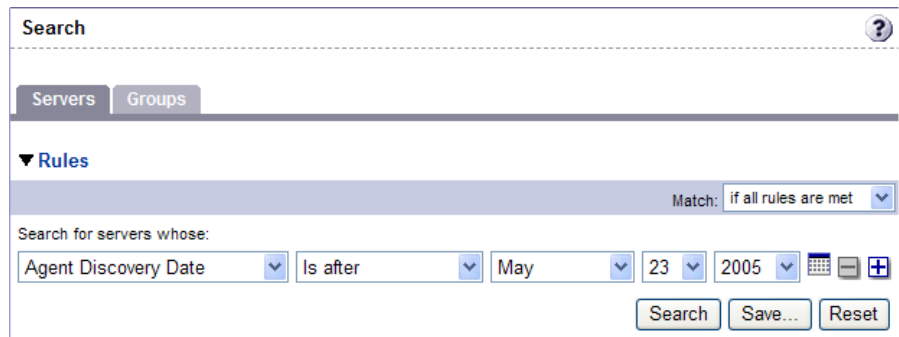 Search ?
Servers Groups
Rules
Match: if all rules are met
Search for servers whose:
Agent Discovery Date Is after May 23 2005
Search Save... Reset